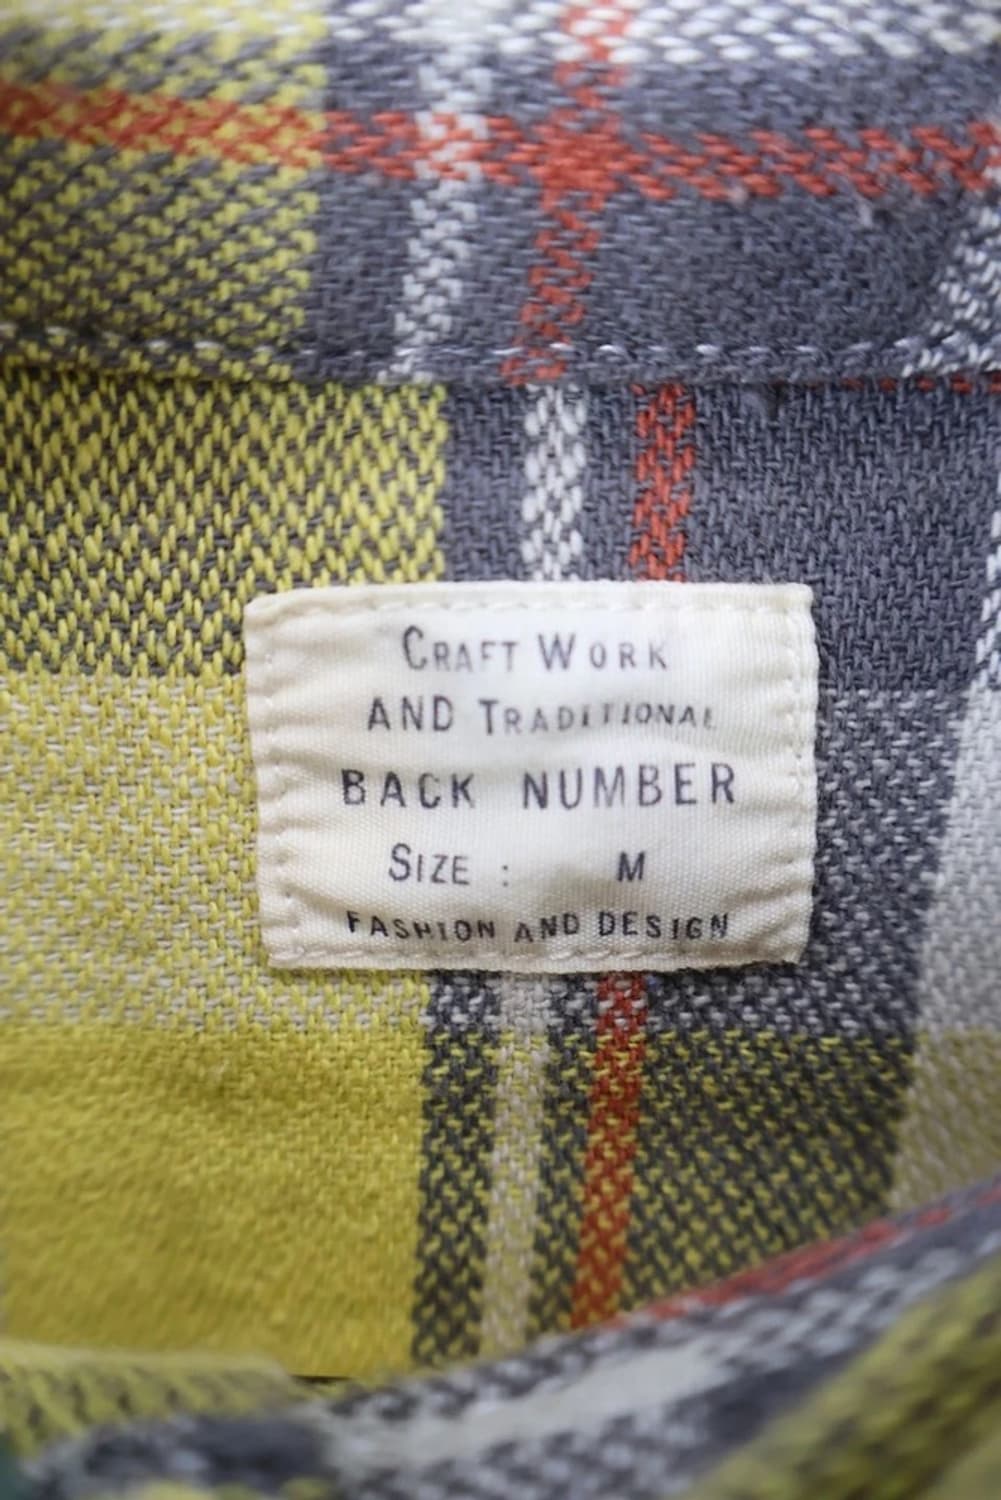 CRAFT WORK
AND TRADITIONAL
BACK NUMBER
SIZE : M
FASHION AND DESIGN